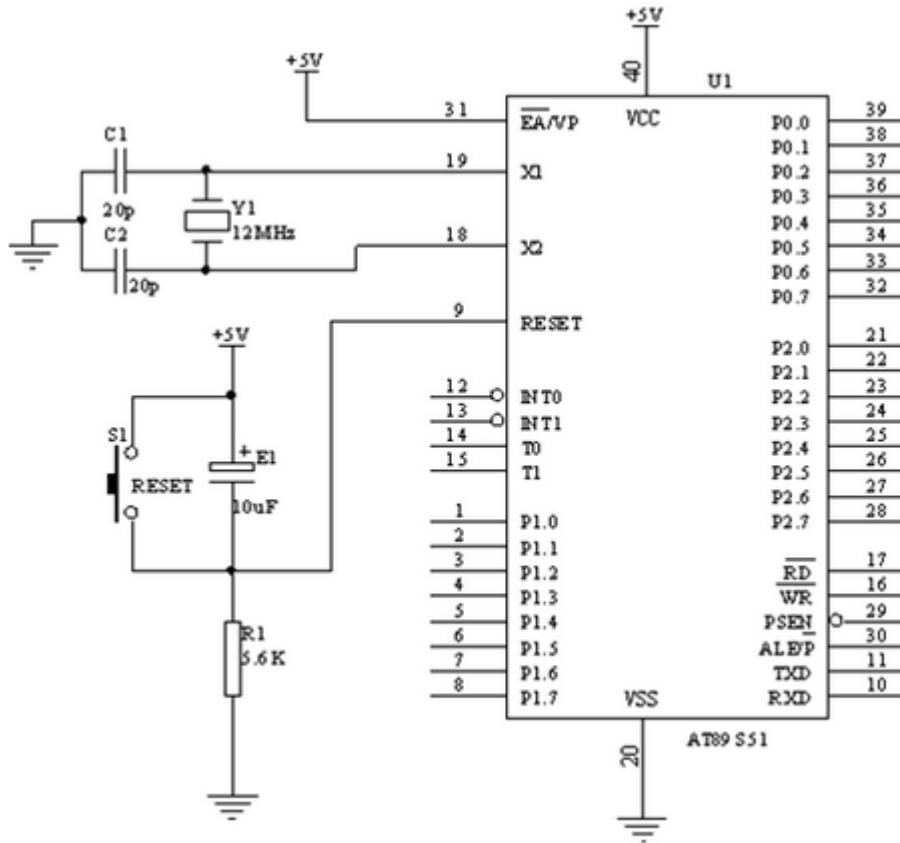 +5V
40
U1
+5V
31
EA/VP
VCC
P0.0
39
C1
P0.1
38
19
X1
P0.2
37
P0.3
36
20p
Y1
P0.4
35
C2
12MHz
18
X2
P0.5
34
P0.6
33
20p
P0.7
32
9
RESET
+5V
P2.0
21
P2.1
22
12
INT0
P2.2
23
13
INT1
P2.3
24
S1
14
T0
P2.4
25
+
E1
15
T1
P2.5
26
RESET
P2.6
27
10uF
1
P1.0
P2.7
28
2
P1.1
3
P1.2
RD
17
4
P1.3
WR
16
5
P1.4
PSEN
29
R1
5.6K
6
P1.5
ALE/P
30
7
P1.6
TXD
11
8
P1.7
VSS
RXD
10
20
AT89S51